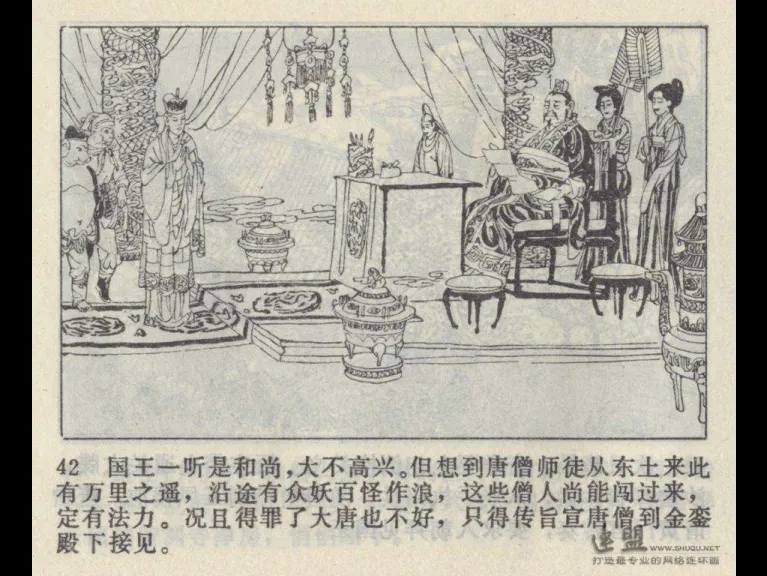 42 国王一听是和尚，大不高兴。但想到唐僧师徒从东土来此
有万里之遥，沿途有众妖百怪作浪，这些僧人尚能闯过来，
定有法力。况且得罪了大唐也不好，只得传旨宣唐僧到金銮
殿下接见。
连盟 WWW.SHUQU.NET
打造最专业的网络连环画